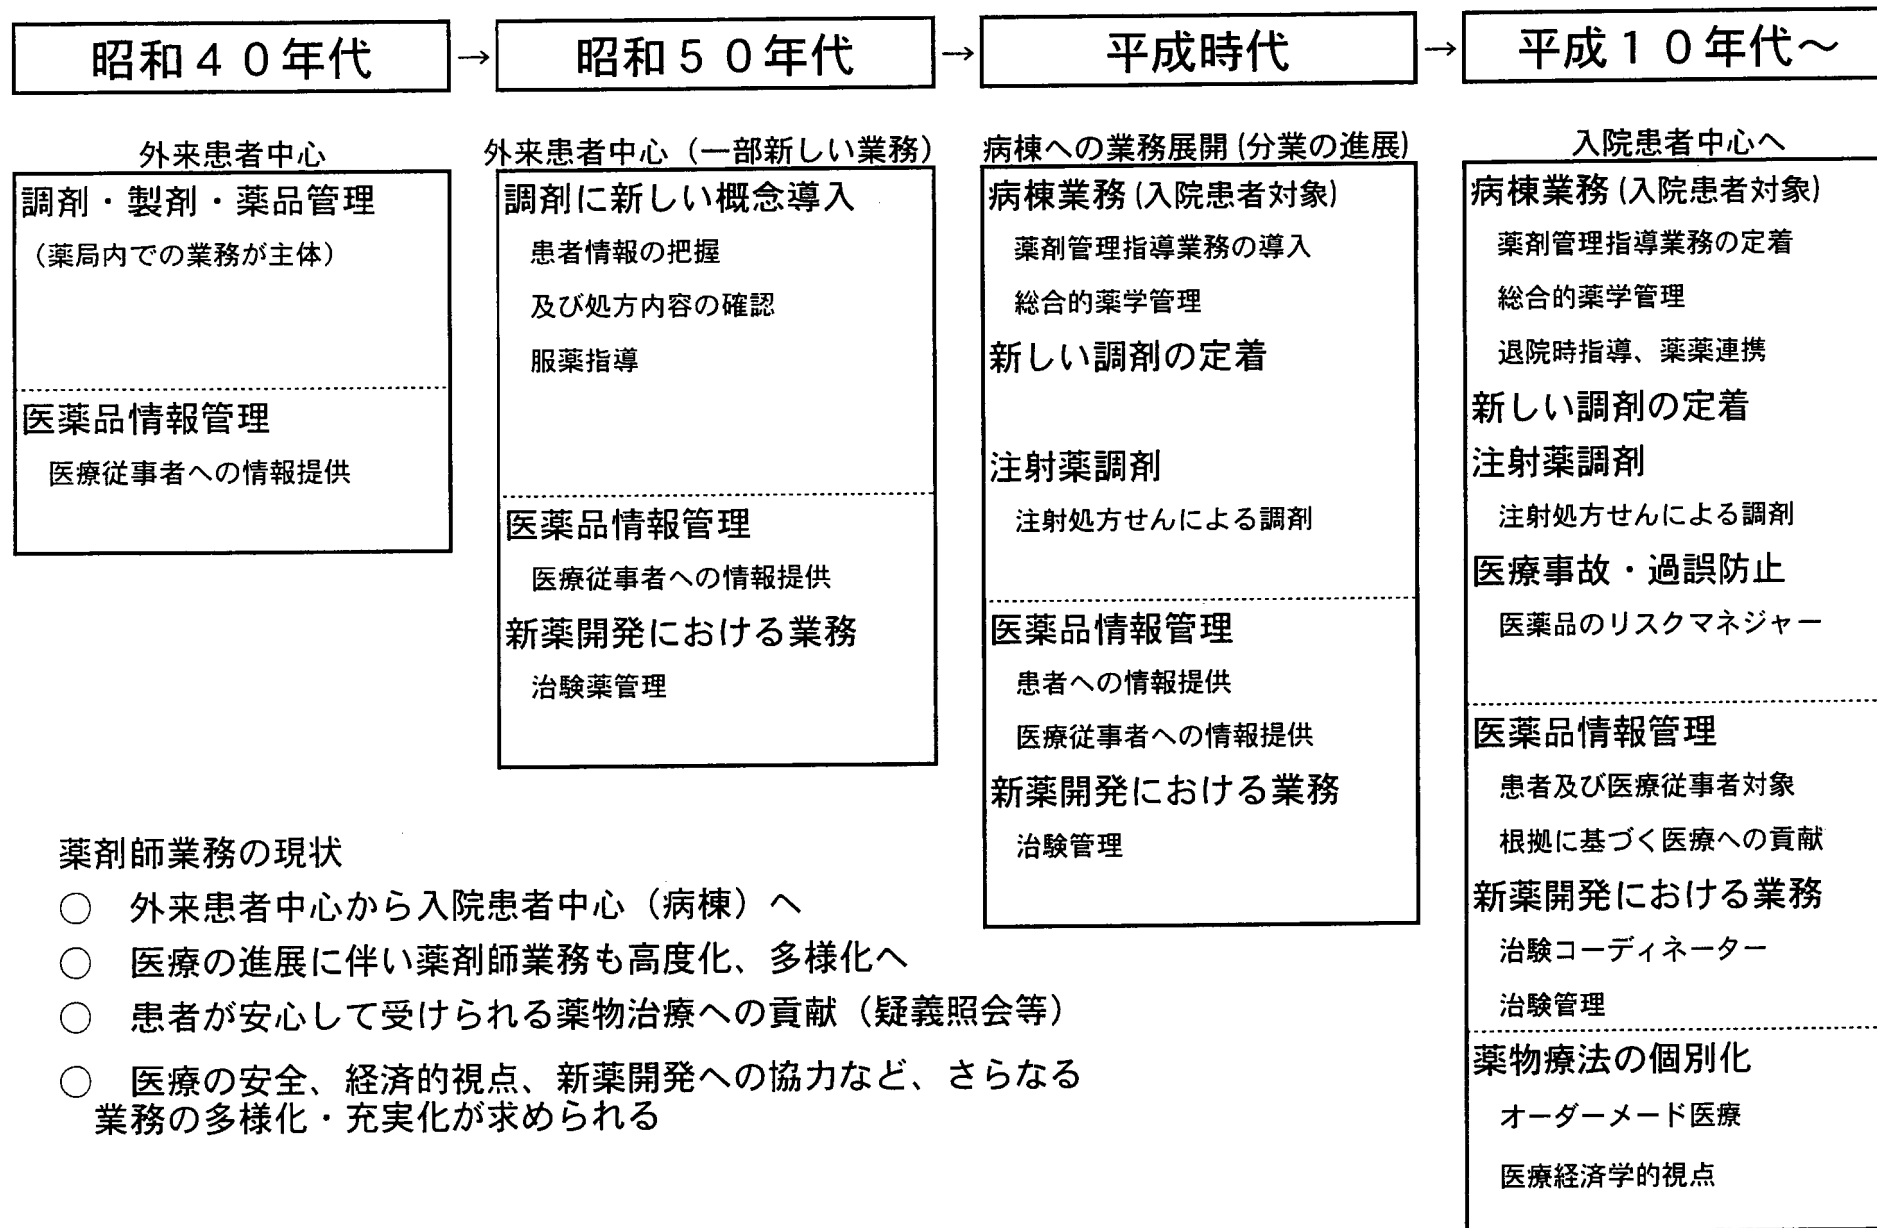 昭和４０年代
→
昭和５０年代
→
平成時代
→
平成１０年代～
外来患者中心
調剤・製剤・薬品管理
（薬局内での業務が主体）
医薬品情報管理
医療従事者への情報提供
外来患者中心（一部新しい業務）
調剤に新しい概念導入
患者情報の把握
及び処方内容の確認
服薬指導
医薬品情報管理
医療従事者への情報提供
新薬開発における業務
治験薬管理
病棟への業務展開(分業の進展)
病棟業務(入院患者対象)
薬剤管理指導業務の導入
総合的薬学管理
新しい調剤の定着
注射薬調剤
注射処方せんによる調剤
医薬品情報管理
患者への情報提供
医療従事者への情報提供
新薬開発における業務
治験管理
入院患者中心へ
病棟業務(入院患者対象)
薬剤管理指導業務の定着
総合的薬学管理
退院時指導、薬薬連携
新しい調剤の定着
注射薬調剤
注射処方せんによる調剤
医療事故・過誤防止
医薬品のリスクマネジャー
医薬品情報管理
患者及び医療従事者対象
根拠に基づく医療への貢献
新薬開発における業務
治験コーディネーター
治験管理
薬物療法の個別化
オーダーメード医療
医療経済学的視点
薬剤師業務の現状
○　外来患者中心から入院患者中心（病棟）へ
○　医療の進展に伴い薬剤師業務も高度化、多様化へ
○　患者が安心して受けられる薬物治療への貢献（疑義照会等）
○　医療の安全、経済的視点、新薬開発への協力など、さらなる
業務の多様化・充実化が求められる